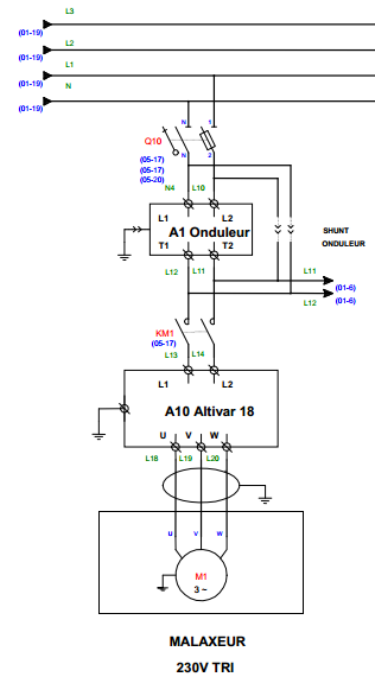 L3
(01-19)
L2
(01-19)
L1
(01-19)
N
(01-19)
N 1
Q10
N 2
(05-17)
(05-17)
(05-20)
N4 L10
L1 L2
A1 Onduleur
T1 T2
SHUNT
ONDULEUR
L12 L11
L11
(01-6)
L12
(01-6)
KM1
(05-17)
L13 L14
L1 L2
A10 Altivar 18
U V W
L18 L19 L20
U V W
M1
3 ~
MALAXEUR
230V TRI